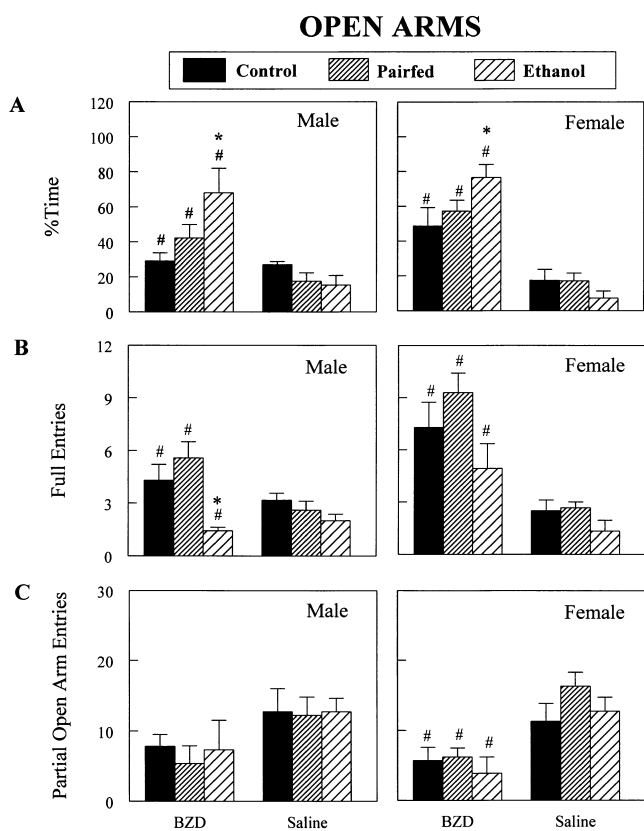 OPEN ARMS
Control Pairfed Ethanol
A
%Time
120
100
80
60
40
20
0
Male
# # * #
Female
# # * #
B
Full Entries
12
9
6
3
0
Male
# # * #
Female
# # #
C
Partial Open Arm Entries
30
20
10
0
Male
Female
# # #
BZD Saline BZD Saline